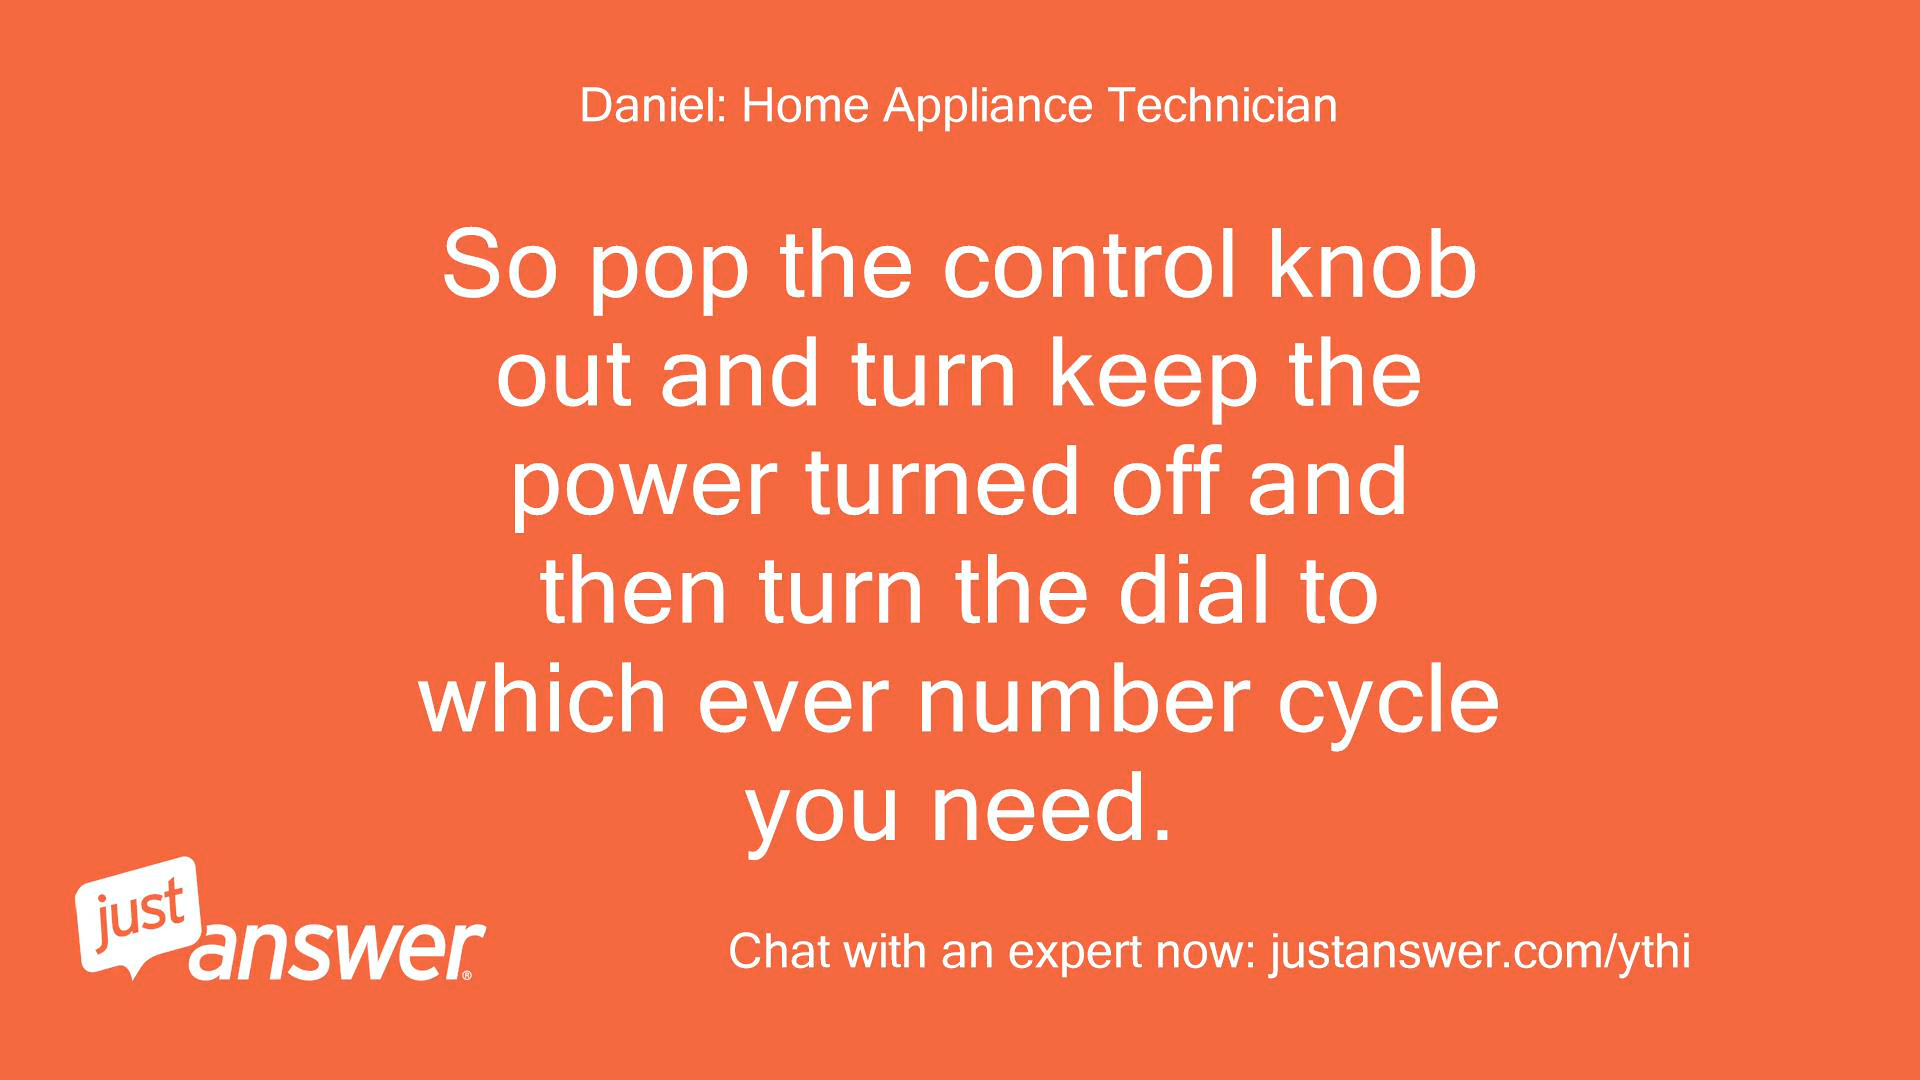 Daniel: Home Appliance Technician
So pop the control knob
out and turn keep the
power turned off and
then turn the dial to
which ever number cycle
you need.
just
answer®
Chat with an expert now: justanswer.com/ythi